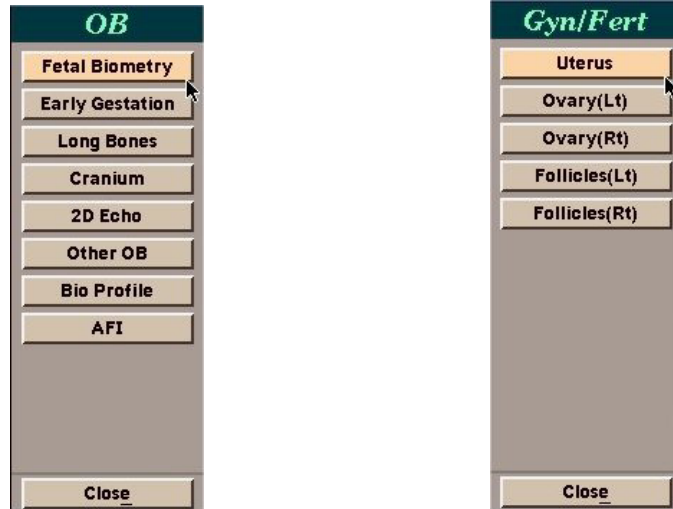 OB
Fetal Biometry
Early Gestation
Long Bones
Cranium
2D Echo
Other OB
Bio Profile
AFI
Close
Gyn/Fert
Uterus
Ovary(Lt)
Ovary(Rt)
Follicles(Lt)
Follicles(Rt)
Close